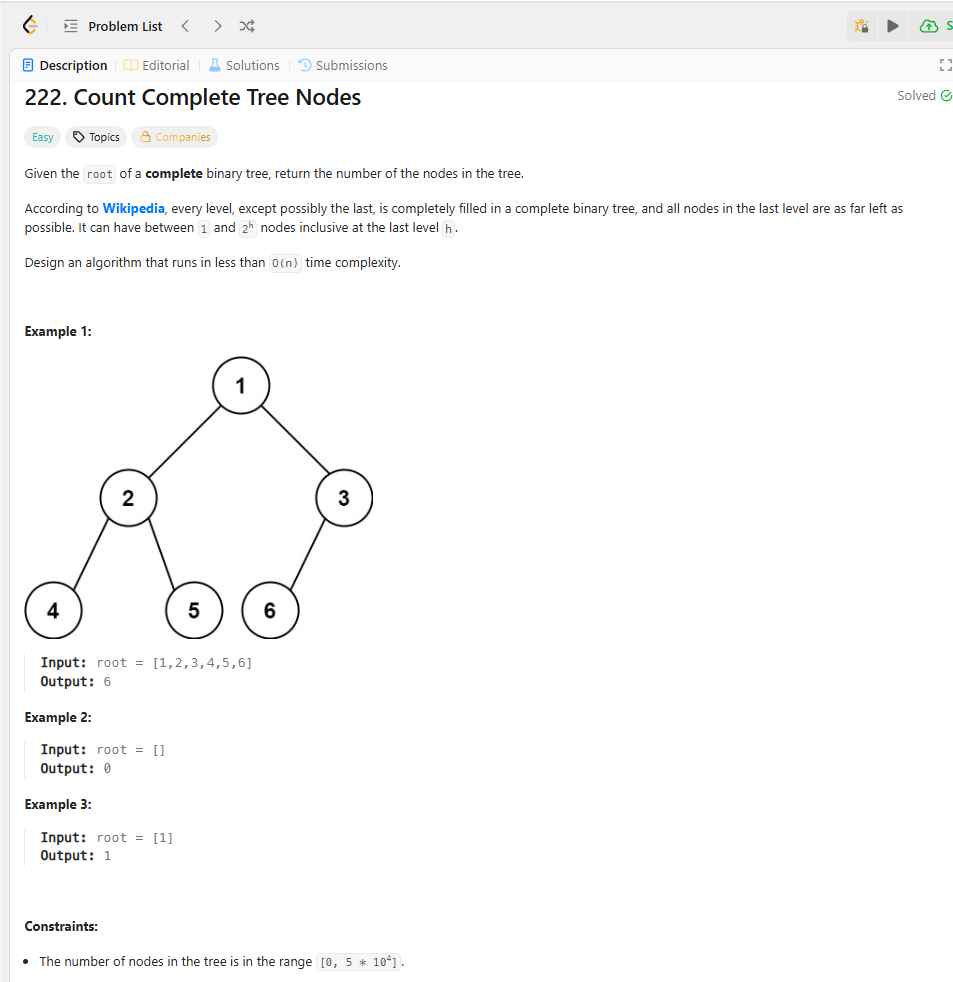 Problem List
S
Description
Editorial
Solutions
Submissions
222. Count Complete Tree Nodes
Solved
Easy
Topics
Companies
Given the root of a complete binary tree, return the number of the nodes in the tree.
According to Wikipedia, every level, except possibly the last, is completely filled in a complete binary tree, and all nodes in the last level are as far left as
possible. It can have between 1 and 2^h nodes inclusive at the last level h.
Design an algorithm that runs in less than O(n) time complexity.
Example 1:
1
2
3
4
5
6
Input: root = [1,2,3,4,5,6]
Output: 6
Example 2:
Input: root = []
Output: 0
Example 3:
Input: root = [1]
Output: 1
Constraints:
• The number of nodes in the tree is in the range [0, 5 * 10^4].